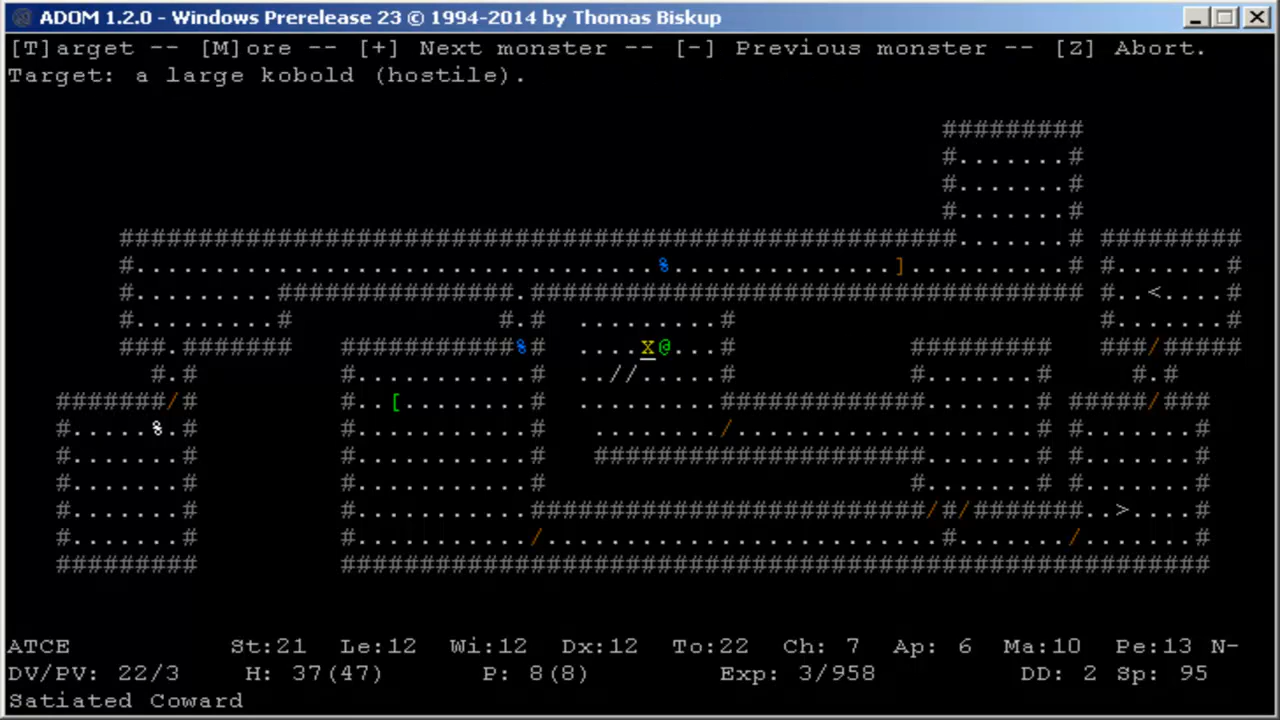 ADOM 1.2.0 - Windows Prerelease 23 © 1994-2014 by Thomas Biskup
[T]arget -- [M]ore -- [+] Next monster -- [-] Previous monster -- [Z] Abort.
Target: a large kobold (hostile).
                                                           #########
                                                           #.......#
                                                           #.......#
                                                           #.......#
       #####################################################.......# #########
       #.................................%..............]..........# #.......#
       #.........###############.################################### #..<....#
       #.........#             #.#  .........#                       #.......#
       ###.#######   ###########%#  ....x@...#           #########   ###/#####
         #.#         #...........#  ..//.....#           #.......#     #.#
   #######/#         #..[........#  .........#############.......# #####/###
   #.....%.#         #...........#   ......../...................# #.......#
   #.......#         #...........#   #####################.......# #.......#
   #.......#         #...........#                       #.......# #.......#
   #.......#         #...........#########################/#/#######..>....#
   #.......#         #.........../.........................#......./.......#
   #########         #######################################################
ATCE St:21 Le:12 Wi:12 Dx:12 To:22 Ch: 7 Ap: 6 Ma:10 Pe:13 N-
DV/PV: 22/3 H: 37(47) P: 8(8) Exp: 3/958 DD: 2 Sp: 95
Satiated Coward